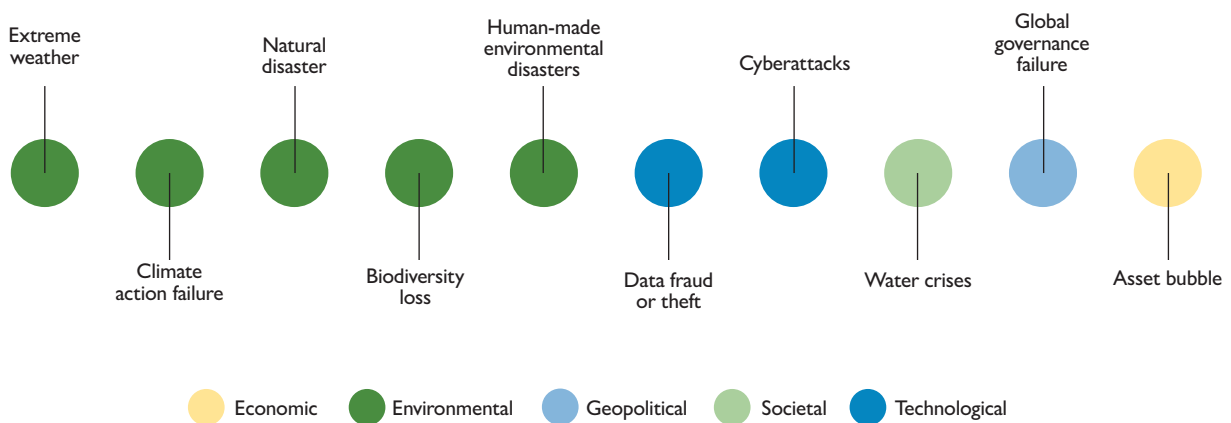 Extreme
weather
Natural
disaster
Human-made
environmental
disasters
Cyberattacks
Global
governance
failure
Climate
action failure
Biodiversity
loss
Data fraud
or theft
Water crises
Asset bubble
Economic
Environmental
Geopolitical
Societal
Technological